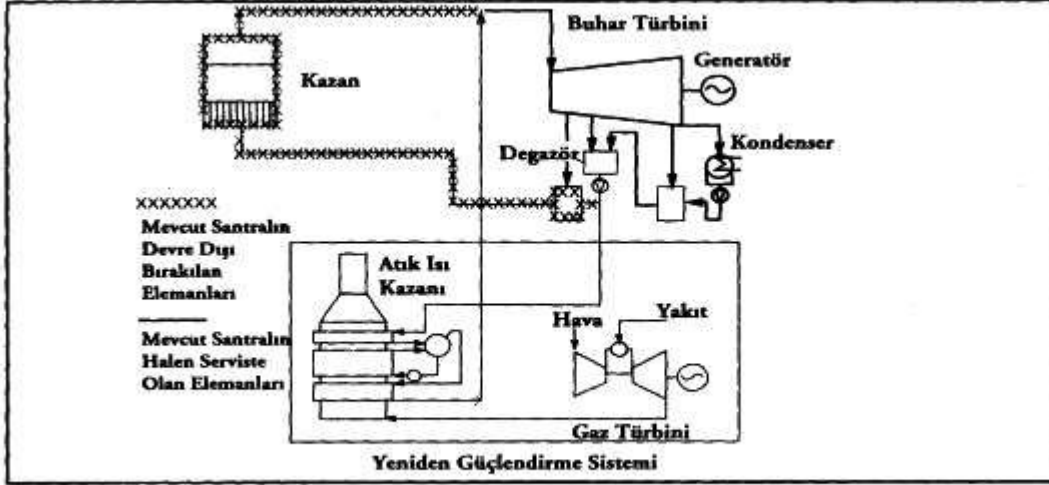 Buhar Türbini
Generatör
Kazan
Degazör
Kondenser
Mevcut Santralın
Devre Dışı
Bırakılan
Elemanları
Mevcut Santralın
Halen Serviste
Olan Elemanları
Atık Isı
Kazanı
Hava
Yakıt
Gaz Türbini
Yeniden Güçlendirme Sistemi